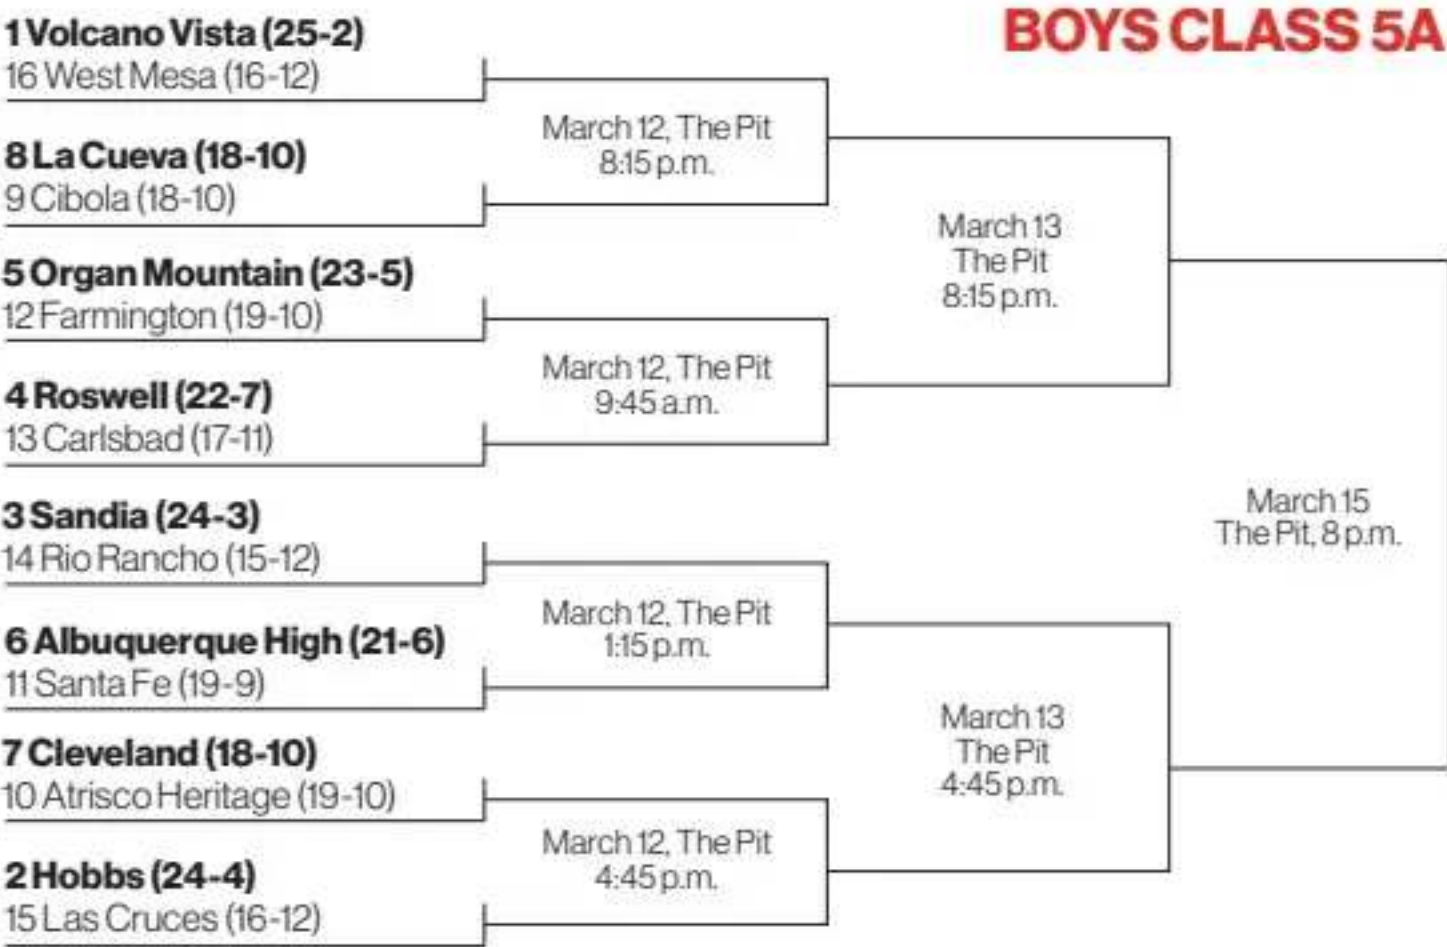 BOYS CLASS 5A
1 Volcano Vista (25-2)
16 West Mesa (16-12)
8 La Cueva (18-10)
9 Cibola (18-10)
5 Organ Mountain (23-5)
12 Farmington (19-10)
4 Roswell (22-7)
13 Carlsbad (17-11)
3 Sandia (24-3)
14 Rio Rancho (15-12)
6 Albuquerque High (21-6)
11 Santa Fe (19-9)
7 Cleveland (18-10)
10 Atrisco Heritage (19-10)
2 Hobbs (24-4)
15 Las Cruces (16-12)
March 12, The Pit
8:15 p.m.
March 12, The Pit
9:45 a.m.
March 12, The Pit
1:15 p.m.
March 12, The Pit
4:45 p.m.
March 13
The Pit
8:15 p.m.
March 13
The Pit
4:45 p.m.
March 15
The Pit, 8 p.m.